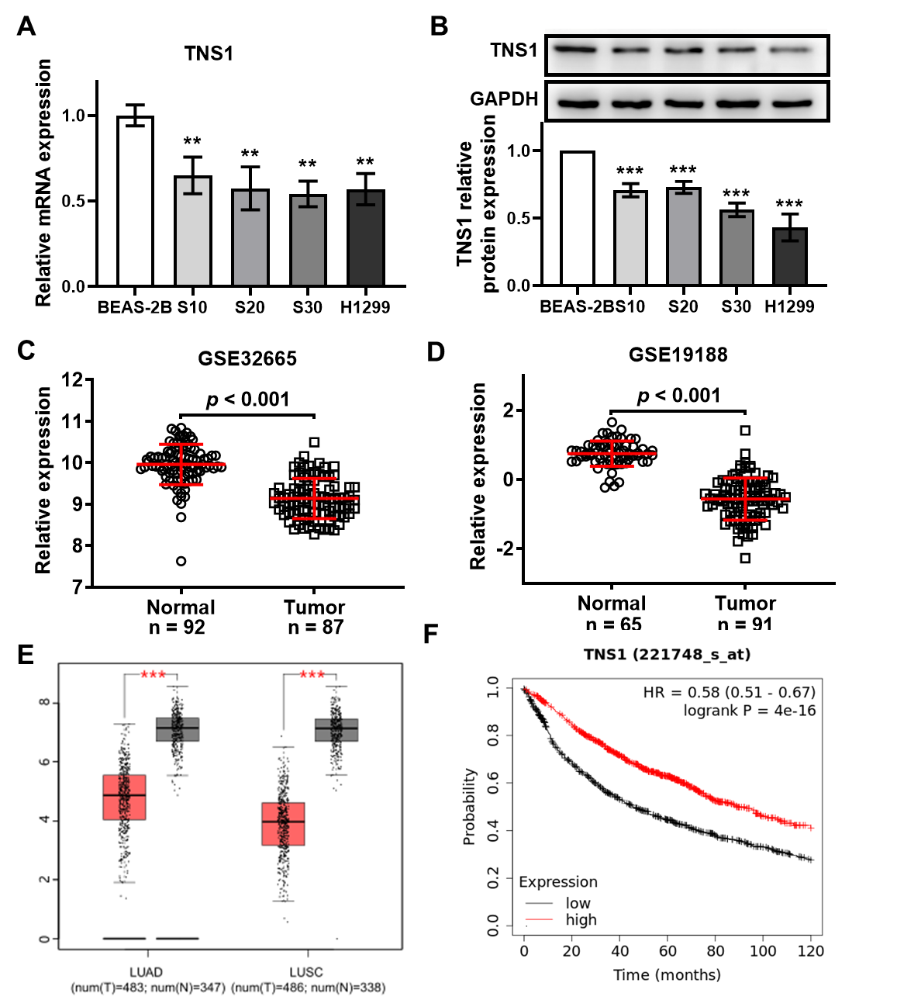 A
TNS1
Relative mRNA expression
1.0
0.5
0.0
** ** ** **
BEAS-2B S10 S20 S30 H1299
B
TNS1
GAPDH
TNS1 relative
protein expression
1.0
0.5
0.0
*** *** *** ***
BEAS-2B S10 S20 S30 H1299
C
GSE32665
Relative expression
12
11
10
9
8
7
p < 0.001
Normal Tumor
n = 92 n = 87
D
GSE19188
Relative expression
2
0
-2
p < 0.001
Normal Tumor
n = 65 n = 91
E
*** ***
8
6
4
2
0
LUAD LUSC
(num(T)=483; num(N)=347) (num(T)=486; num(N)=338)
F
TNS1 (221748_s_at)
HR = 0.58 (0.51 - 0.67)
logrank P = 4e-16
Probability
1.0
0.8
0.6
0.4
0.2
0.0
Expression
low
high
0 20 40 60 80 100 120
Time (months)